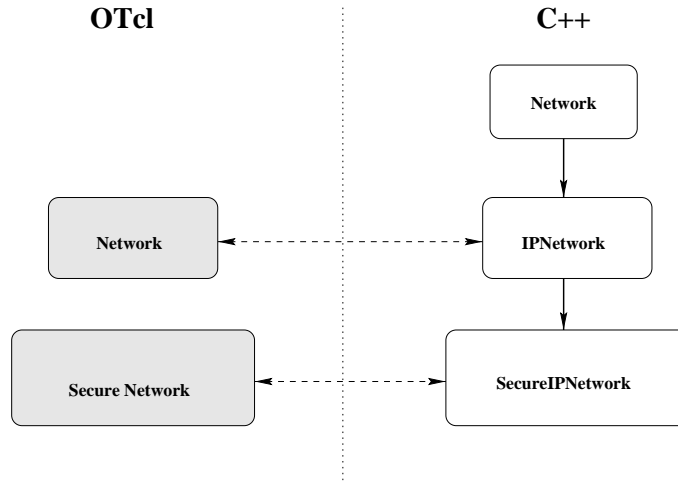 OTcl
C++
Network
Network
IPNetwork
Secure Network
SecureIPNetwork